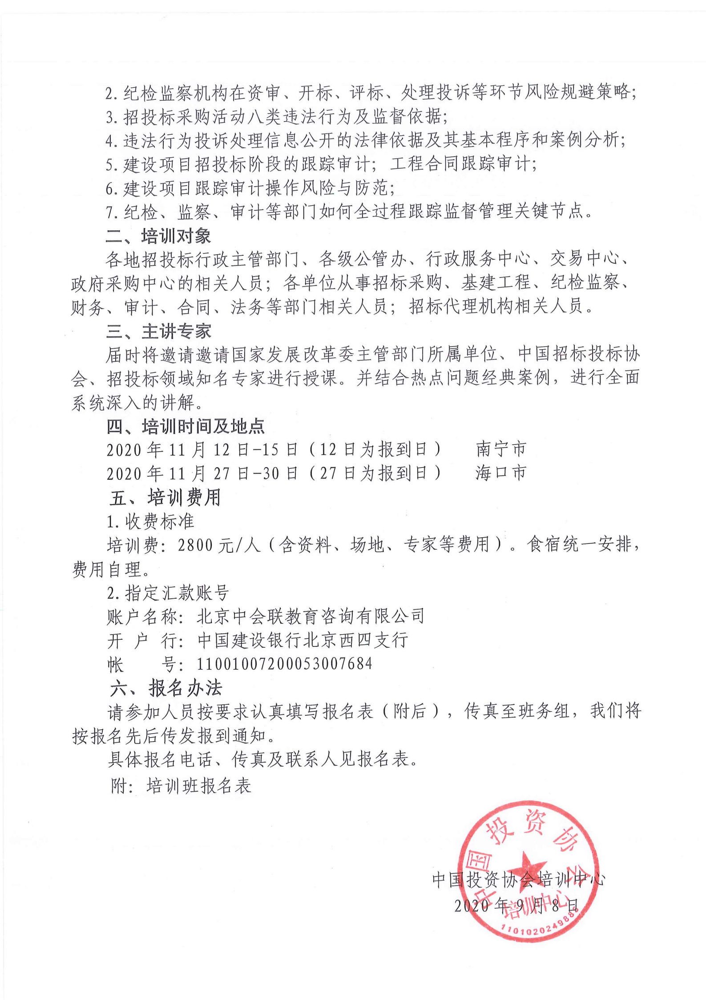 2.纪检监察机构在资审、开标、评标、处理投诉等环节风险规避策略；
3.招投标采购活动八类违法行为及监督依据；
4.违法行为投诉处理信息公开的法律依据及其基本程序和案例分析；
5.建设项目招投标阶段的跟踪审计；工程合同跟踪审计；
6.建设项目跟踪审计操作风险与防范；
7.纪检、监察、审计等部门如何全过程跟踪监督管理关键节点。
二、培训对象
各地招投标行政主管部门、各级公管办、行政服务中心、交易中心、
政府采购中心的相关人员；各单位从事招标采购、基建工程、纪检监察、
财务、审计、合同、法务等部门相关人员；招标代理机构相关人员。
三、主讲专家
届时将邀请邀请国家发展改革委主管部门所属单位、中国招标投标协
会、招投标领域知名专家进行授课。并结合热点问题经典案例，进行全面
系统深入的讲解。
四、培训时间及地点
2020年11月12日-15日（12日为报到日） 南宁市
2020年11月27日-30日（27日为报到日） 海口市
五、培训费用
1.收费标准
培训费：2800元/人（含资料、场地、专家等费用）。食宿统一安排，
费用自理。
2.指定汇款账号
账户名称：北京中会联教育咨询有限公司
开 户 行：中国建设银行北京西四支行
帐 号：11001007200053007684
六、报名办法
请参加人员按要求认真填写报名表（附后），传真至班务组，我们将
按报名先后传发报到通知。
具体报名电话、传真及联系人见报名表。
附：培训班报名表
中国投资协会培训中心
2020年9月8日
中国投资协会
培训中心
1101020249885